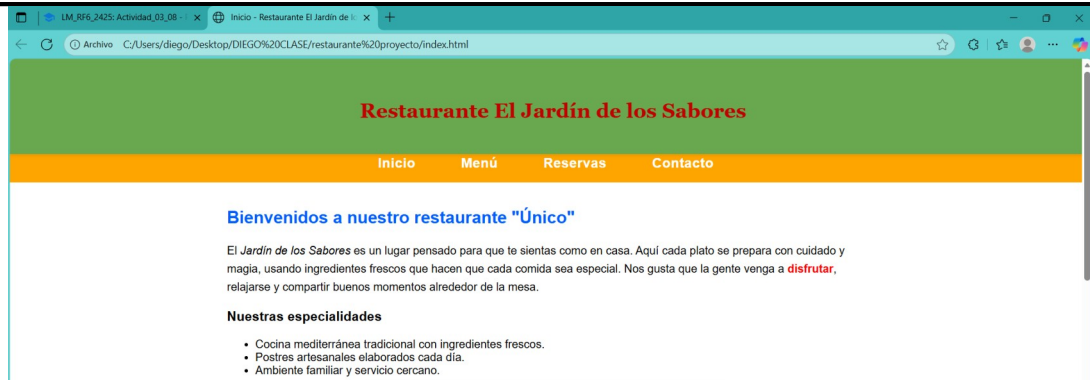 LM_RF6_2425: Actividad_03_08 -
Inicio - Restaurante El Jardín de lo
Archivo C:/Users/diego/Desktop/DIEGO%20CLASE/restaurante%20proyecto/index.html
Restaurante El Jardín de los Sabores
Inicio Menú Reservas Contacto
Bienvenidos a nuestro restaurante "Único"
El Jardín de los Sabores es un lugar pensado para que te sientas como en casa. Aquí cada plato se prepara con cuidado y
magia, usando ingredientes frescos que hacen que cada comida sea especial. Nos gusta que la gente venga a disfrutar,
relajarse y compartir buenos momentos alrededor de la mesa.
Nuestras especialidades
• Cocina mediterránea tradicional con ingredientes frescos.
• Postres artesanales elaborados cada día.
• Ambiente familiar y servicio cercano.